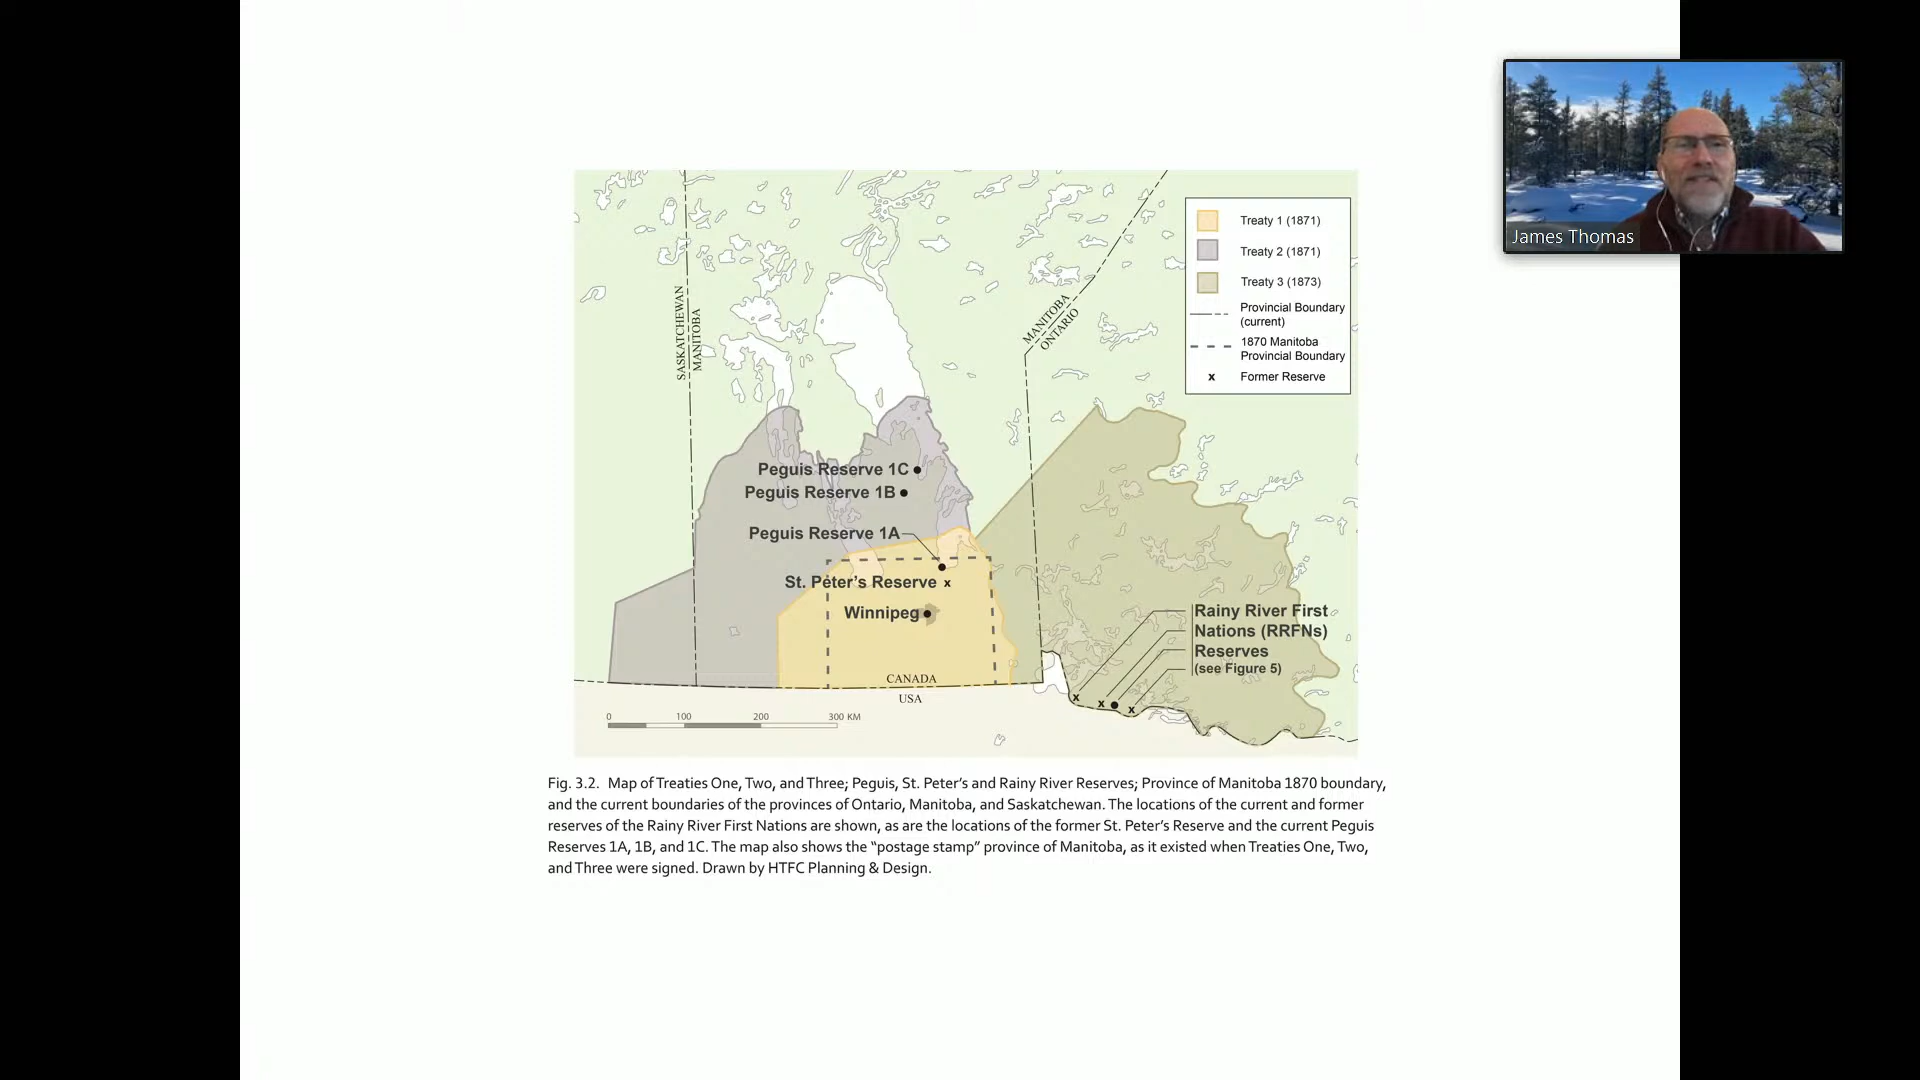 James Thomas
Treaty 1 (1871)
Treaty 2 (1871)
Treaty 3 (1873)
Provincial Boundary
(current)
1870 Manitoba
Provincial Boundary
x Former Reserve
SASKATCHEWAN
MANITOBA
MANITOBA
ONTARIO
Peguis Reserve 1C
Peguis Reserve 1B
Peguis Reserve 1A
St. Peter's Reserve x
Winnipeg
Rainy River First
Nations (RRFNs)
Reserves
(see Figure 5)
x x x
CANADA
USA
0 100 200 300 KM
Fig. 3.2. Map of Treaties One, Two, and Three; Peguis, St. Peter's and Rainy River Reserves; Province of Manitoba 1870 boundary,
and the current boundaries of the provinces of Ontario, Manitoba, and Saskatchewan. The locations of the current and former
reserves of the Rainy River First Nations are shown, as are the locations of the former St. Peter's Reserve and the current Peguis
Reserves 1A, 1B, and 1C. The map also shows the “postage stamp” province of Manitoba, as it existed when Treaties One, Two,
and Three were signed. Drawn by HTFC Planning & Design.